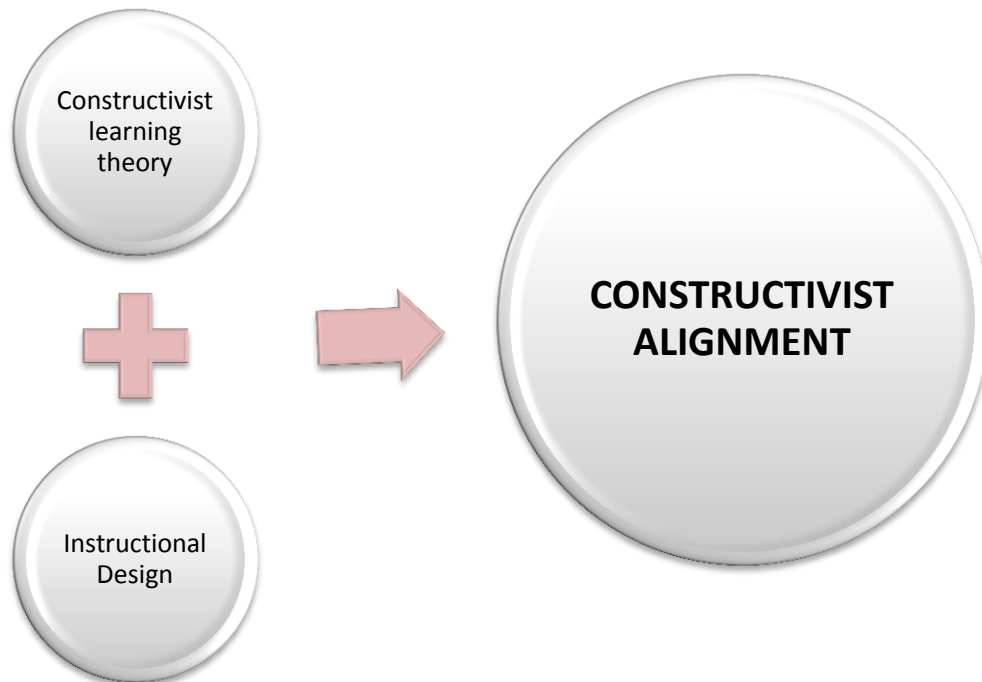 Constructivist
learning
theory
Instructional
Design
CONSTRUCTIVIST
ALIGNMENT